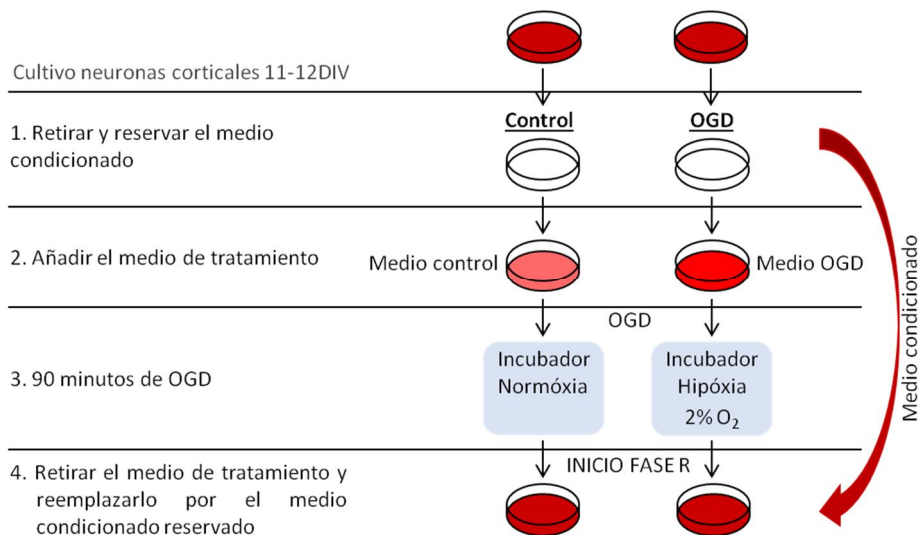 Cultivo neuronas corticales 11-12DIV
Control
OGD
1. Retirar y reservar el medio
condicionado
2. Añadir el medio de tratamiento
Medio control
Medio OGD
OGD
3. 90 minutos de OGD
Incubador
Normóxia
Incubador
Hipóxia
2% O₂
INICIO FASE R
4. Retirar el medio de tratamiento y
reemplazarlo por el medio
condicionado reservado
Medio condicionado